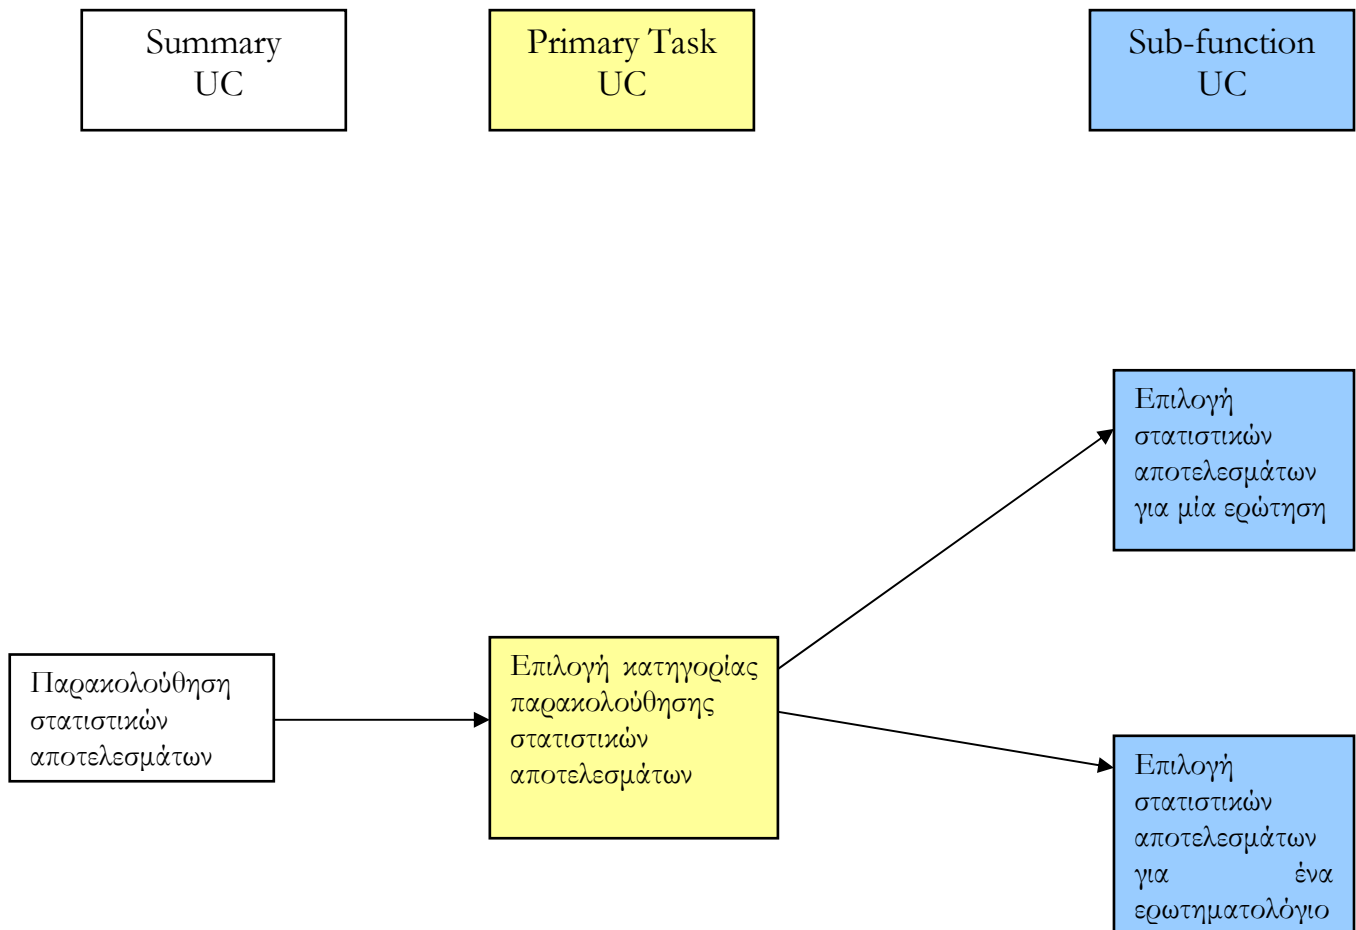 Summary
UC
Primary Task
UC
Sub-function
UC
Επιλογή
στατιστικών
αποτελεσμάτων
για μία ερώτηση
Παρακολούθηση
στατιστικών
αποτελεσμάτων
Επιλογή κατηγορίας
παρακολούθησης
στατιστικών
αποτελεσμάτων
Επιλογή
στατιστικών
αποτελεσμάτων
για ένα
ερωτηματολόγιο